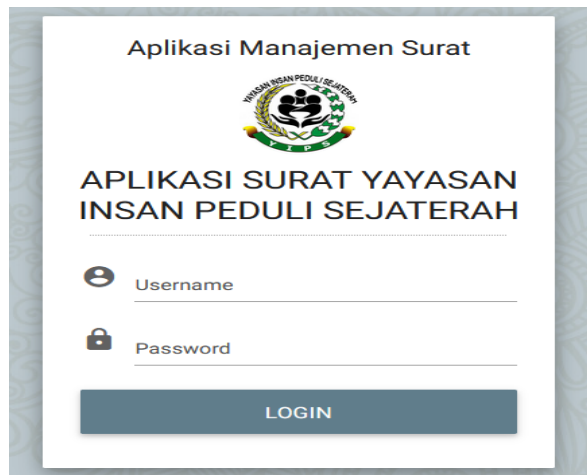 Aplikasi Manajemen Surat
YAYASAN INSAN PEDULI SEJATERAH
Y I P S
APLIKASI SURAT YAYASAN
INSAN PEDULI SEJATERAH
Username
Password
LOGIN